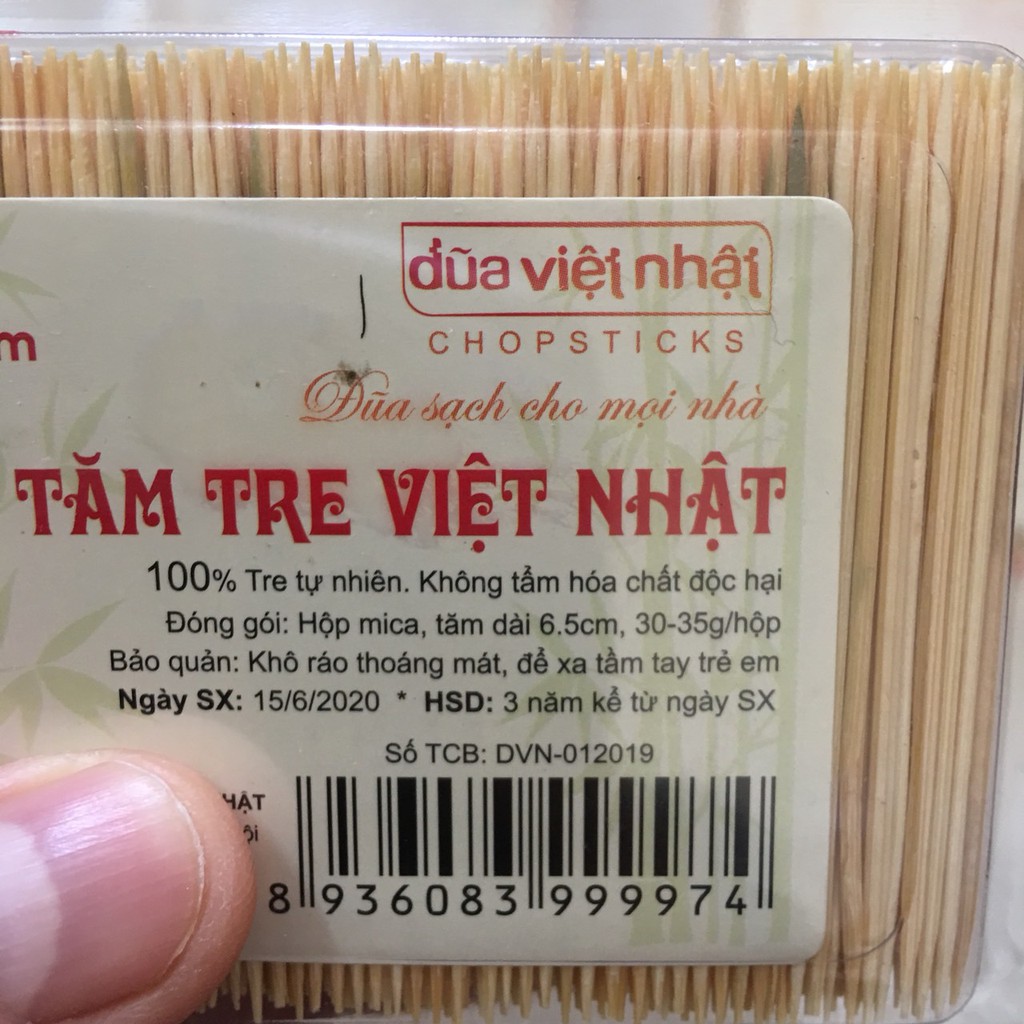 đũa việt nhật
CHOPSTICKS
m
Đũa sạch cho mọi nhà
TĂM TRE VIỆT NHẬT
100% Tre tự nhiên. Không tẩm hóa chất độc hại
Đóng gói: Hộp mica, tăm dài 6.5cm, 30-35g/hộp
Bảo quản: Khô ráo thoáng mát, để xa tầm tay trẻ em
Ngày SX: 15/6/2020 * HSD: 3 năm kể từ ngày SX
Số TCB: DVN-012019
8 936083 999974